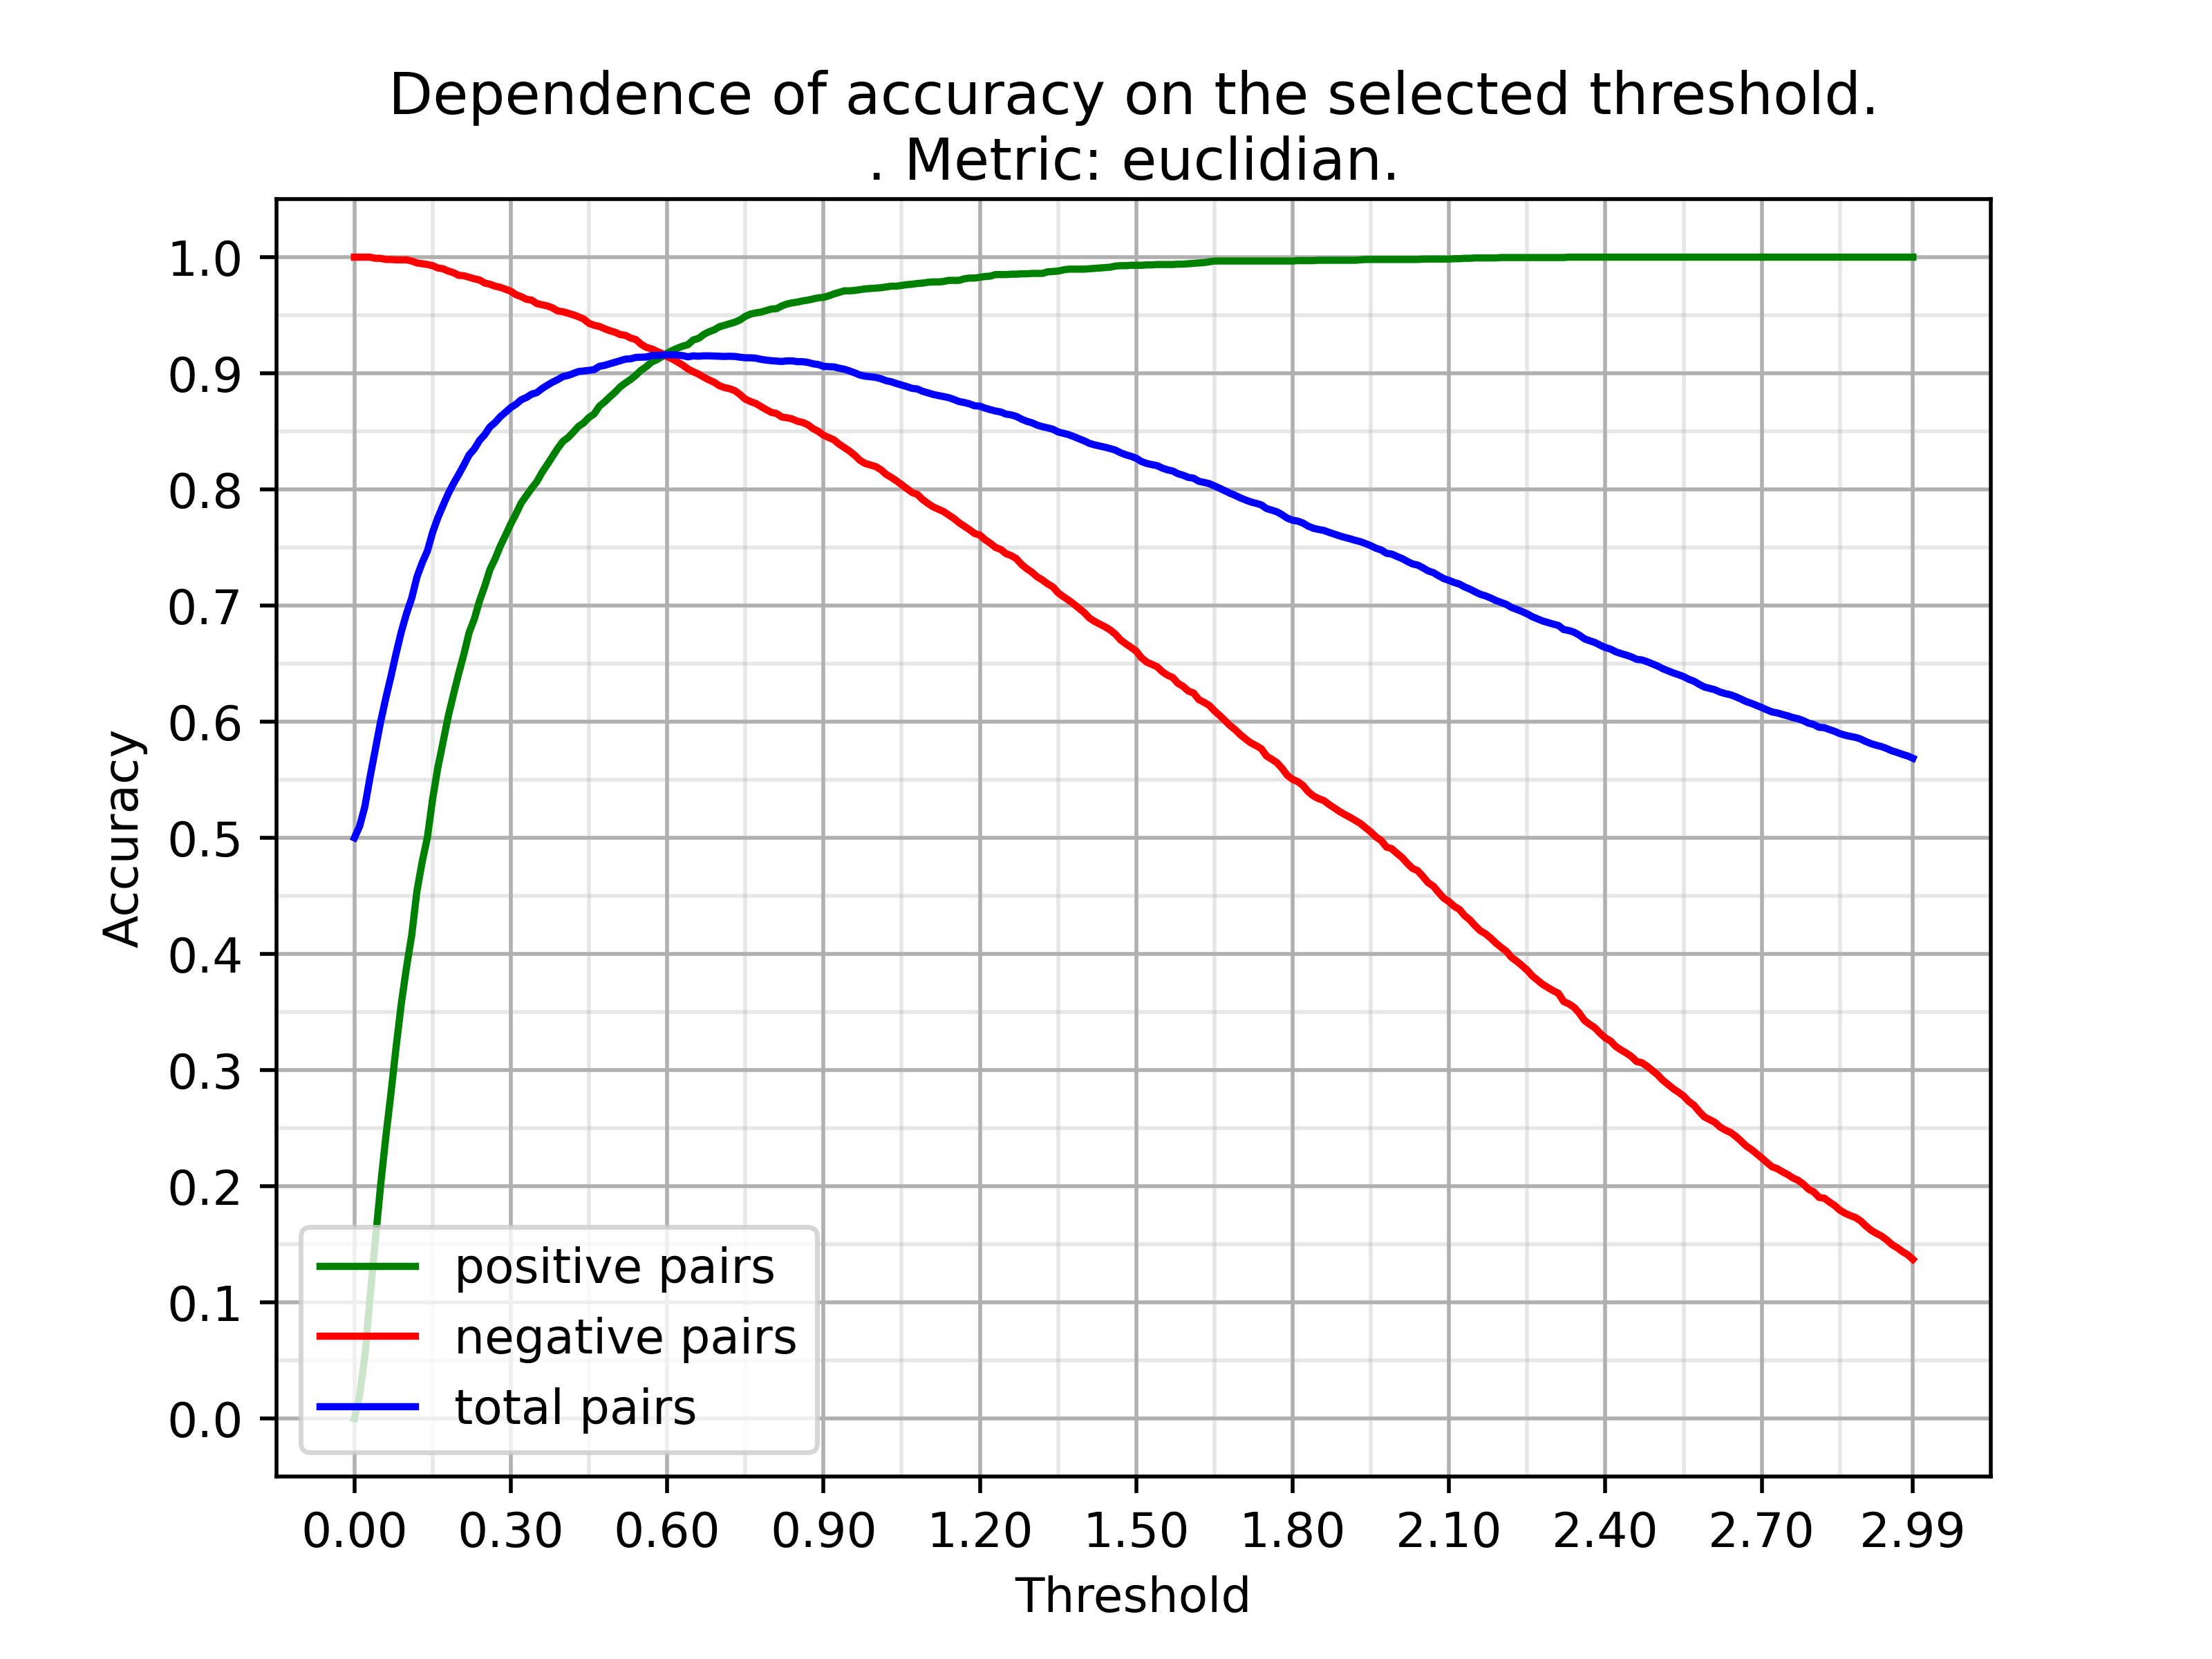 Dependence of accuracy on the selected threshold.
. Metric: euclidian.
Accuracy
1.0
0.9
0.8
0.7
0.6
0.5
0.4
0.3
0.2
0.1
0.0
positive pairs
negative pairs
total pairs
0.00 0.30 0.60 0.90 1.20 1.50 1.80 2.10 2.40 2.70 2.99
Threshold